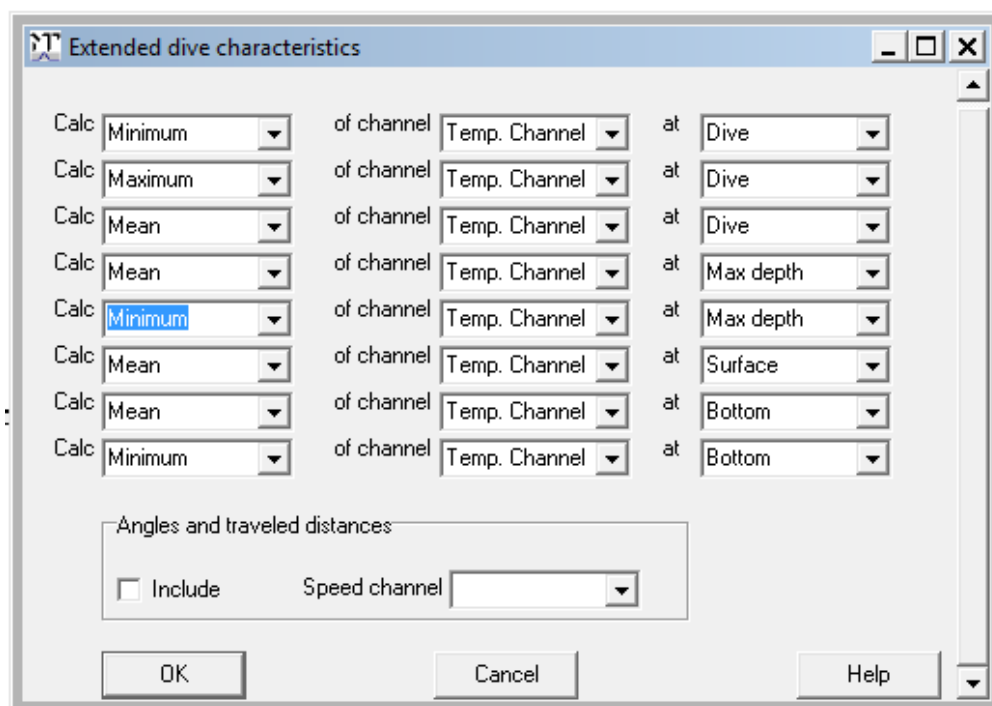 Extended dive characteristics
Calc Minimum of channel Temp. Channel at Dive
Calc Maximum of channel Temp. Channel at Dive
Calc Mean of channel Temp. Channel at Dive
Calc Mean of channel Temp. Channel at Max depth
Calc Minimum of channel Temp. Channel at Max depth
Calc Mean of channel Temp. Channel at Surface
Calc Mean of channel Temp. Channel at Bottom
Calc Minimum of channel Temp. Channel at Bottom
Angles and traveled distances
Include Speed channel
OK Cancel Help